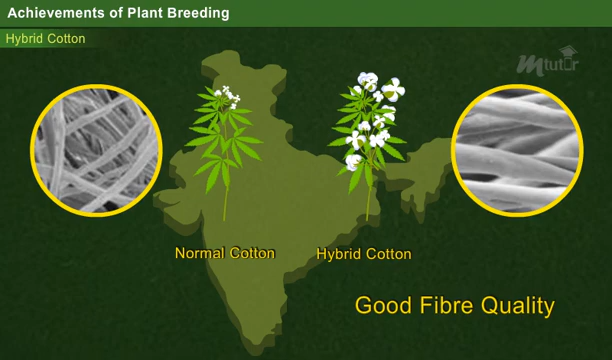 Achievements of Plant Breeding
Hybrid Cotton
Mtutor
Normal Cotton
Hybrid Cotton
Good Fibre Quality